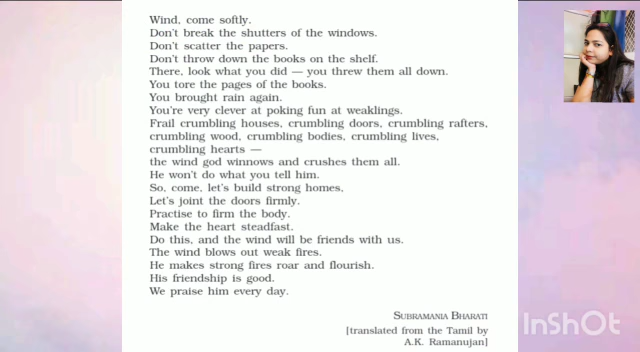 Wind, come softly.
Don't break the shutters of the windows.
Don't scatter the papers.
Don't throw down the books on the shelf.
There, look what you did — you threw them all down.
You tore the pages of the books.
You brought rain again.
You're very clever at poking fun at weaklings.
Frail crumbling houses, crumbling doors, crumbling rafters,
crumbling wood, crumbling bodies, crumbling lives,
crumbling hearts —
the wind god winnows and crushes them all.
He won't do what you tell him.
So, come, let's build strong homes,
Let's joint the doors firmly.
Practise to firm the body.
Make the heart steadfast.
Do this, and the wind will be friends with us.
The wind blows out weak fires.
He makes strong fires roar and flourish.
His friendship is good.
We praise him every day.
SUBRAMANIA BHARATI
[translated from the Tamil by
A.K. Ramanujan]
InShOt